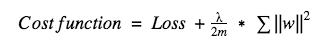 Cost function = Loss + λ/2m * ∑ ||w||²